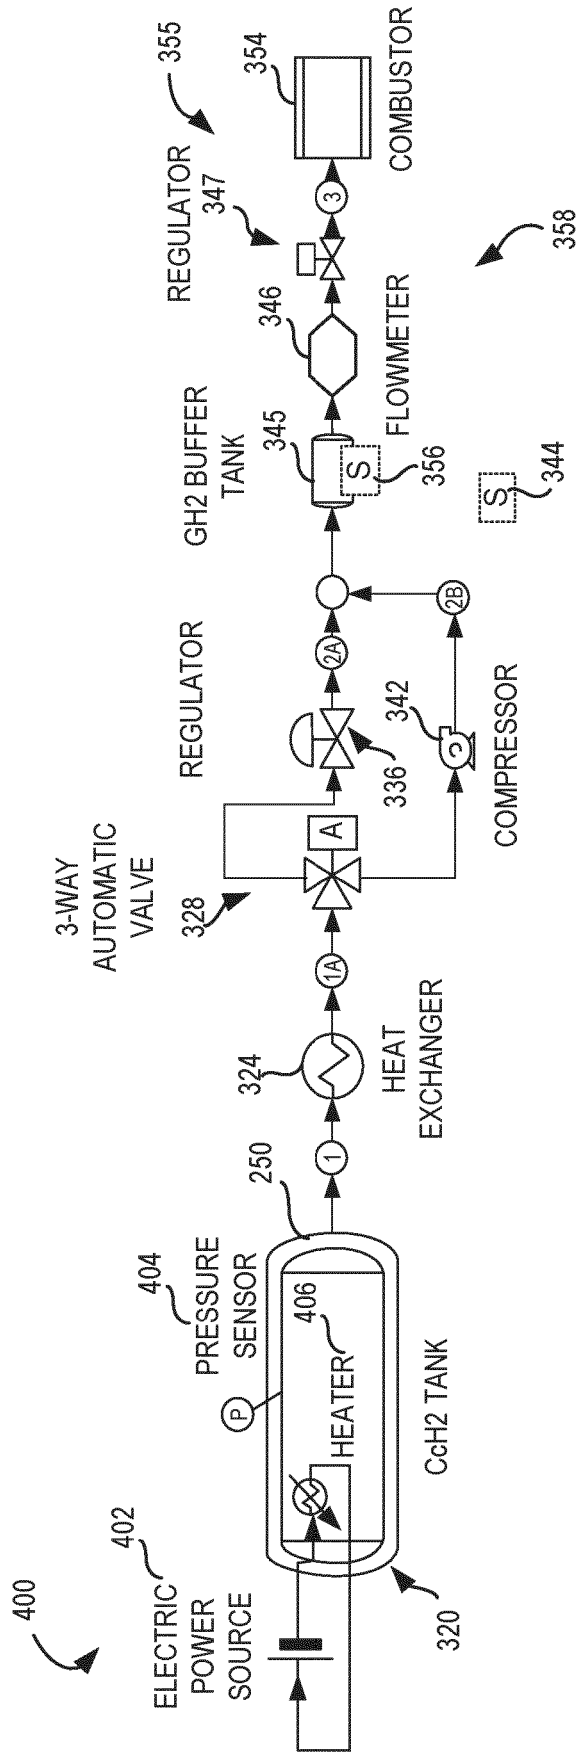 400
ELECTRIC
POWER
SOURCE
402
320
P
PRESSURE
SENSOR
404
HEATER
406
250
CcH2 TANK
1
324
HEAT
EXCHANGER
1A
3-WAY
AUTOMATIC
VALVE
328
A
REGULATOR
336
2A
342
COMPRESSOR
2B
GH2 BUFFER
TANK
345
S
356
S
344
346
FLOWMETER
REGULATOR
347
3
355
354
COMBUSTOR
358